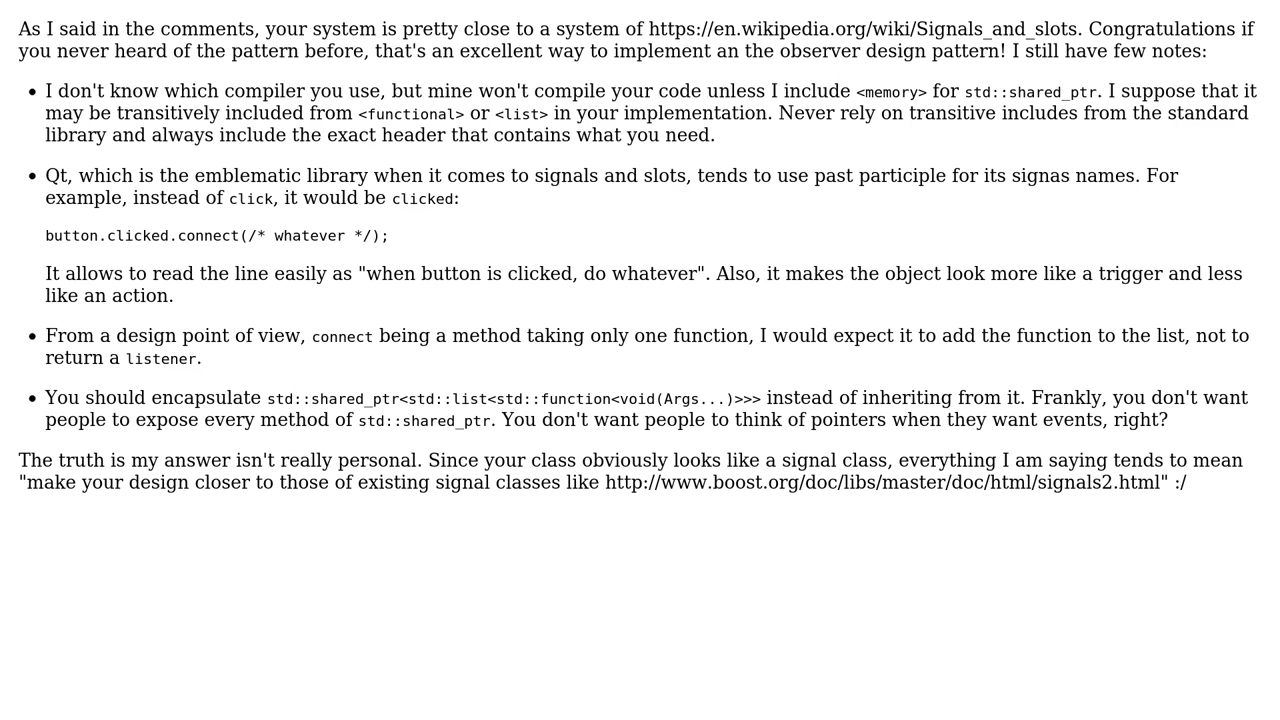 As I said in the comments, your system is pretty close to a system of https://en.wikipedia.org/wiki/Signals_and_slots. Congratulations if
you never heard of the pattern before, that's an excellent way to implement an the observer design pattern! I still have few notes:
• I don't know which compiler you use, but mine won't compile your code unless I include <memory> for std::shared_ptr. I suppose that it
may be transitively included from <functional> or <list> in your implementation. Never rely on transitive includes from the standard
library and always include the exact header that contains what you need.
• Qt, which is the emblematic library when it comes to signals and slots, tends to use past participle for its signas names. For
example, instead of click, it would be clicked:
button.clicked.connect(/* whatever */);
It allows to read the line easily as "when button is clicked, do whatever". Also, it makes the object look more like a trigger and less
like an action.
• From a design point of view, connect being a method taking only one function, I would expect it to add the function to the list, not to
return a listener.
• You should encapsulate std::shared_ptr<std::list<std::function<void(Args...)>>> instead of inheriting from it. Frankly, you don't want
people to expose every method of std::shared_ptr. You don't want people to think of pointers when they want events, right?
The truth is my answer isn't really personal. Since your class obviously looks like a signal class, everything I am saying tends to mean
"make your design closer to those of existing signal classes like http://www.boost.org/doc/libs/master/doc/html/signals2.html" :/